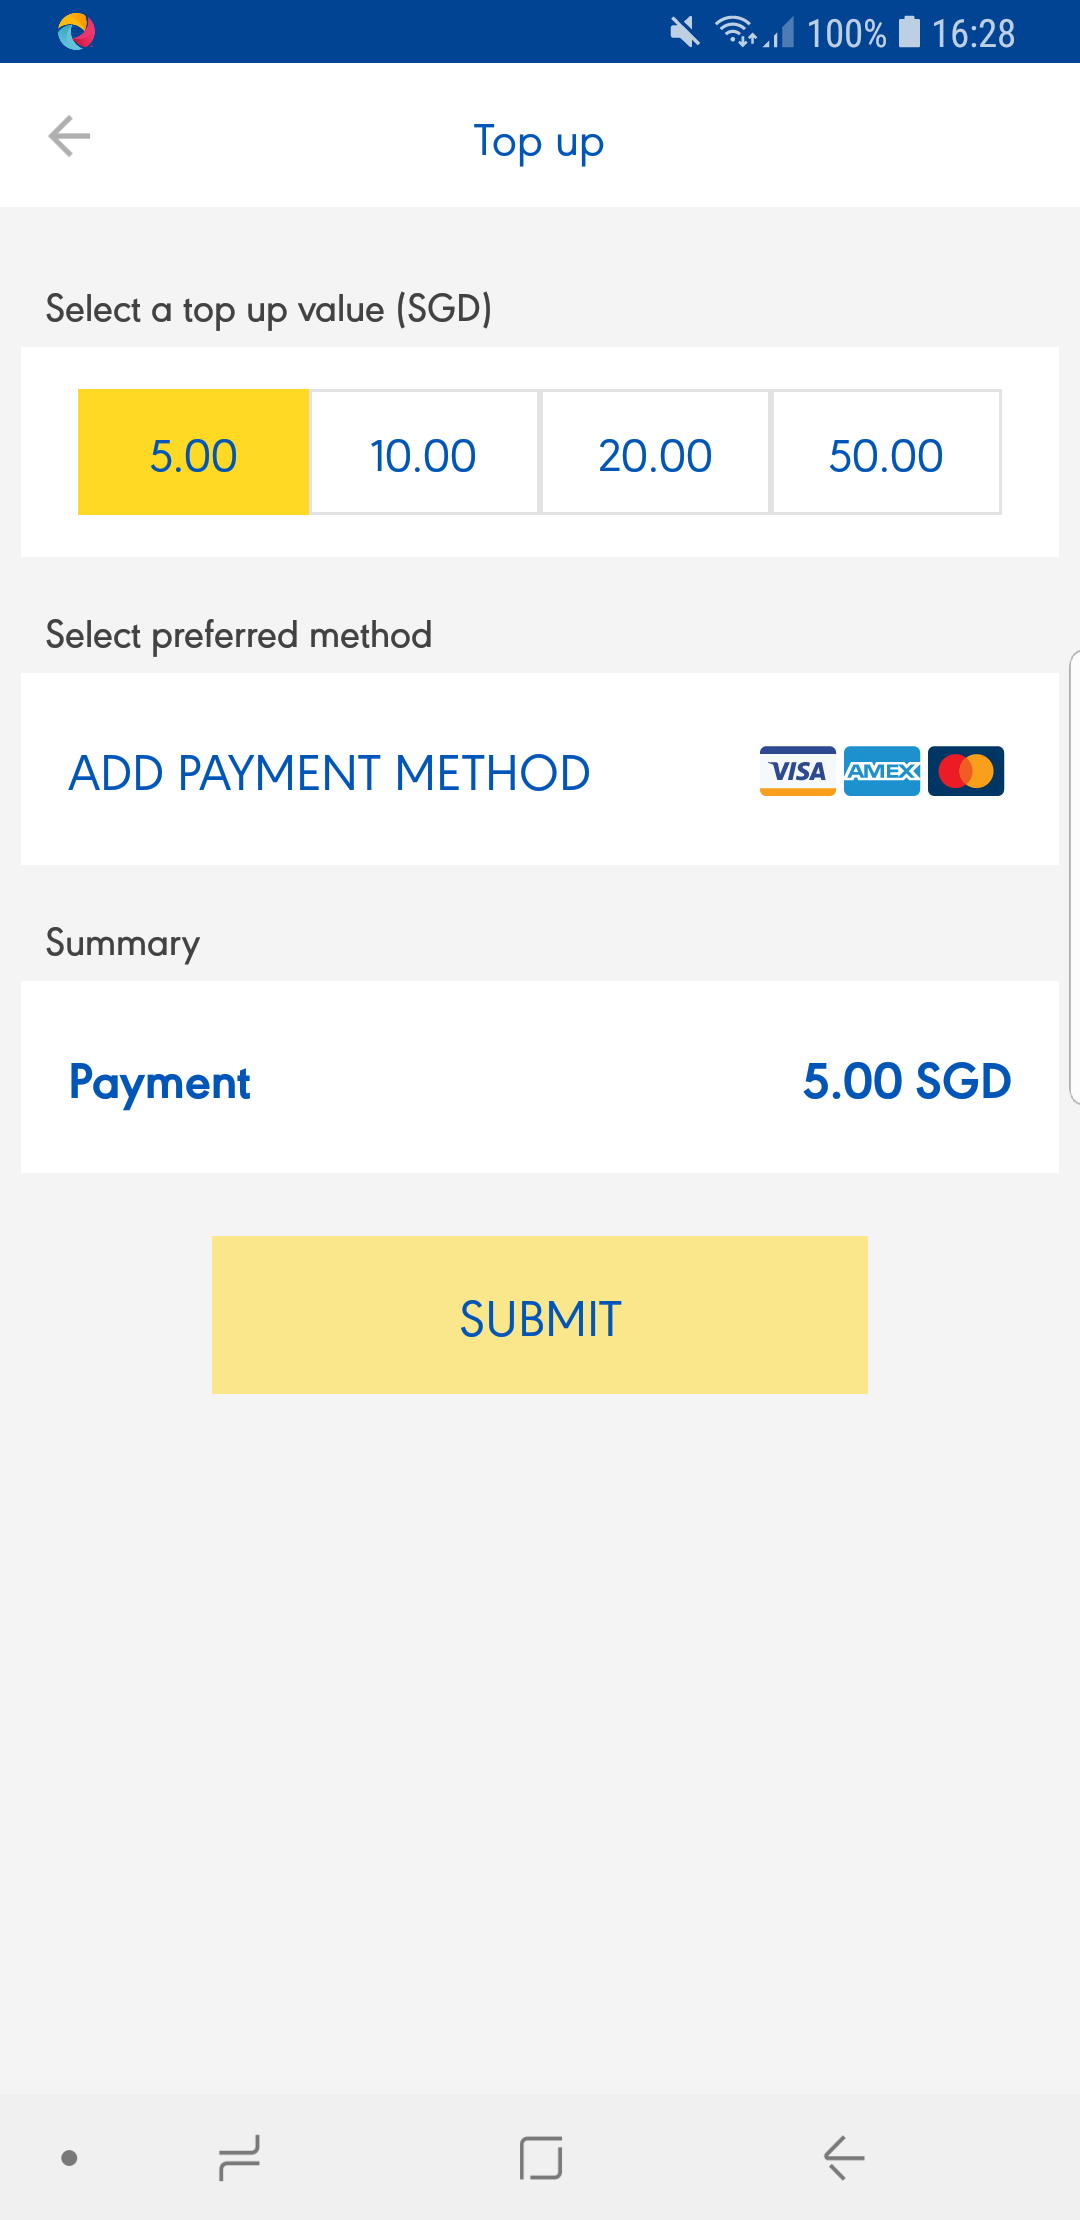 100% 16:28
Top up
Select a top up value (SGD)
5.00 10.00 20.00 50.00
Select preferred method
ADD PAYMENT METHOD VISA AMEX
Summary
Payment 5.00 SGD
SUBMIT